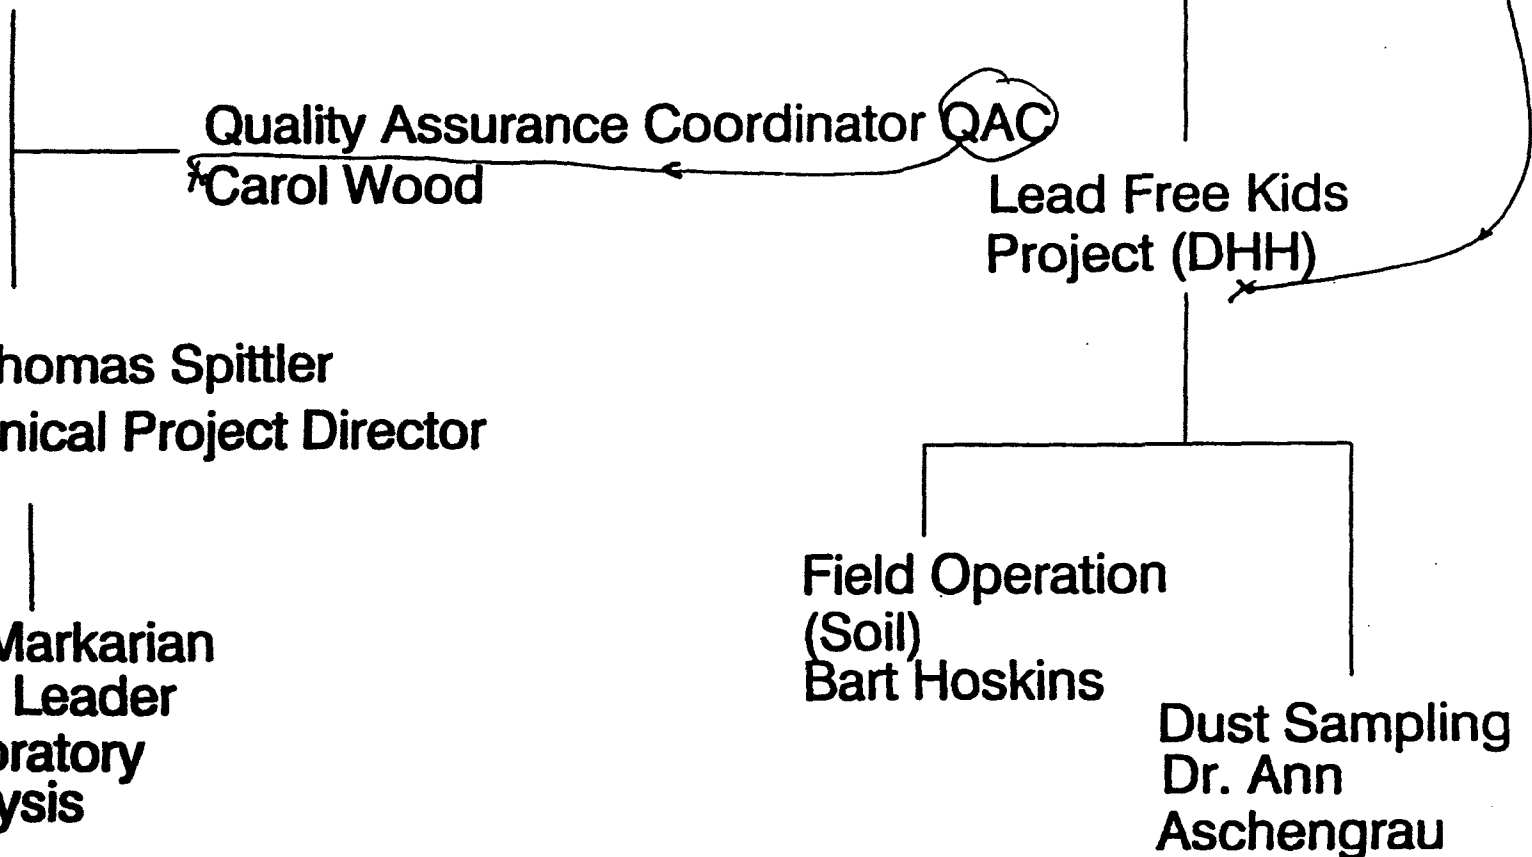 Quality Assurance Coordinator QAC
Carol Wood
Lead Free Kids
Project (DHH)
homas Spittler
nical Project Director
Markarian
Leader
oratory
ysis
Field Operation
(Soil)
Bart Hoskins
Dust Sampling
Dr. Ann
Aschengrau